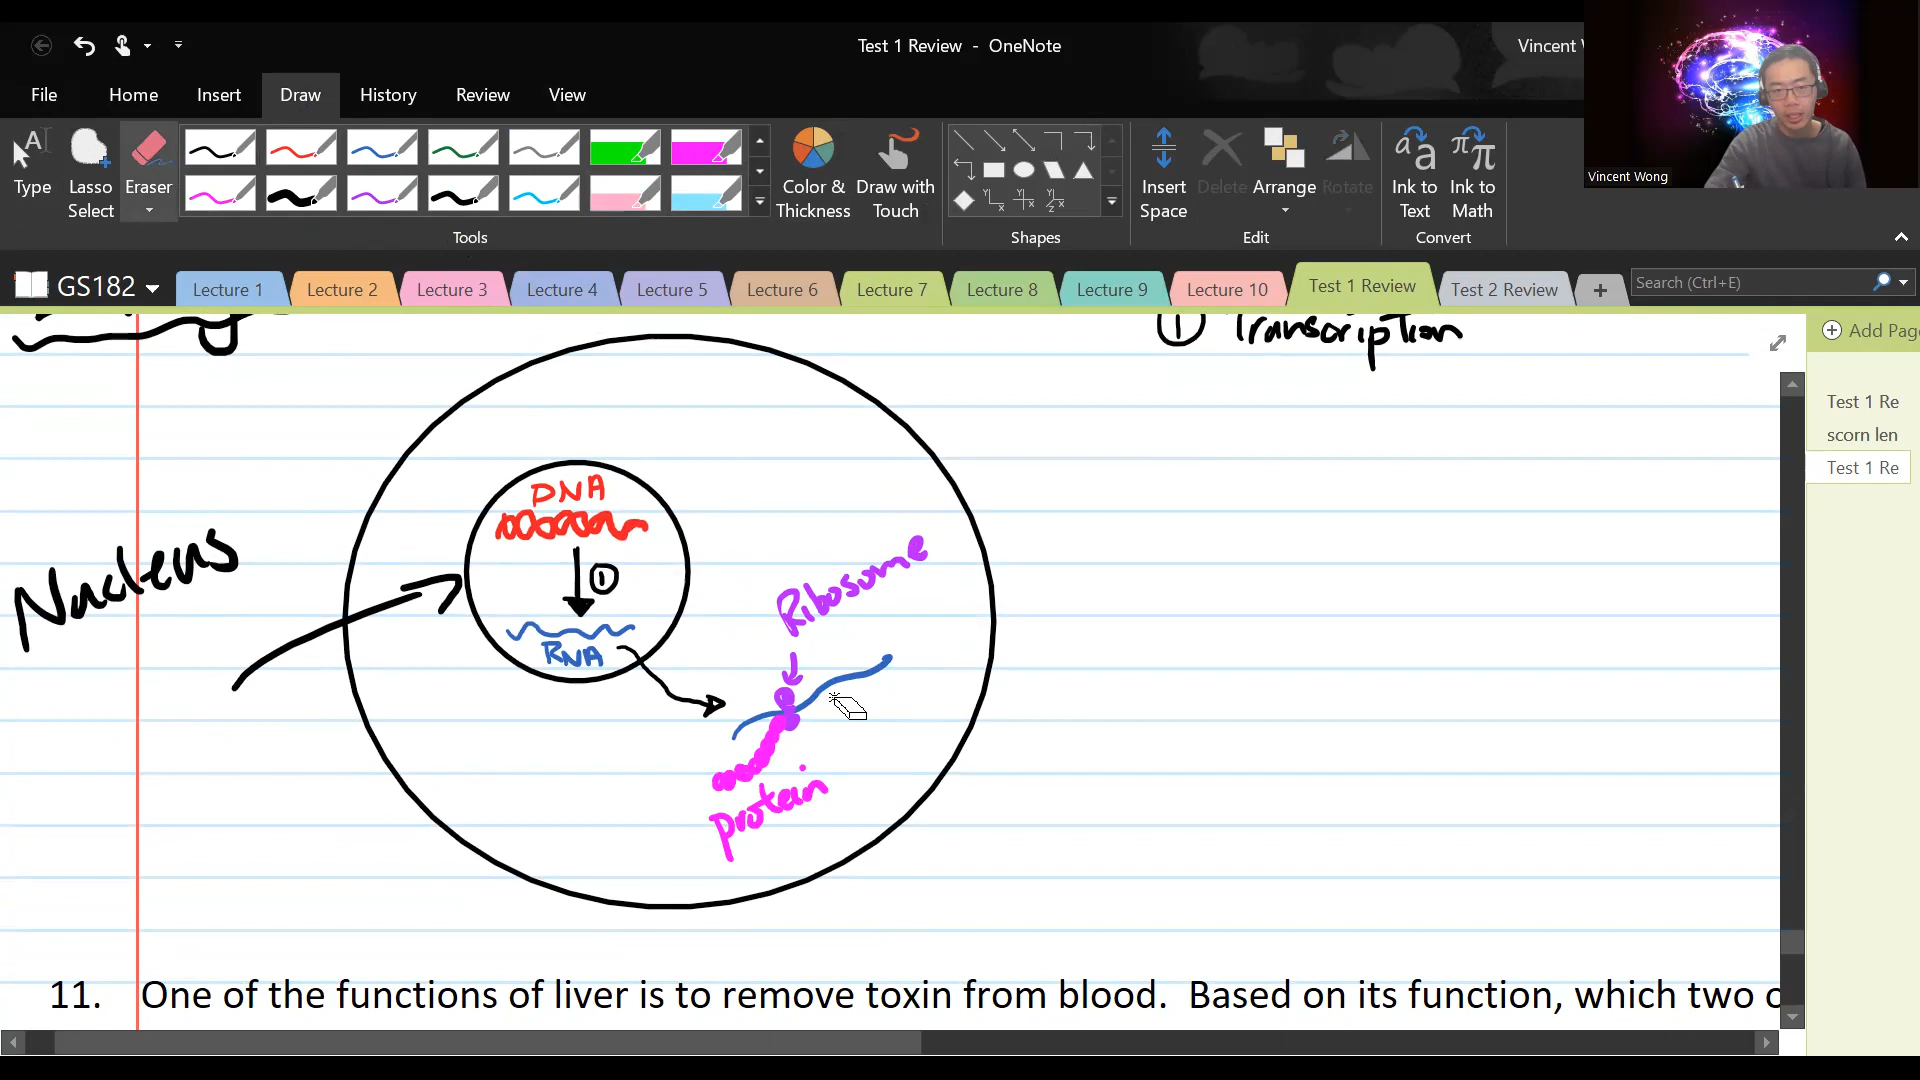 Test 1 Review - OneNote
Vincent W
File Home Insert Draw History Review View
Type
Lasso Select
Eraser
Color & Thickness
Draw with Touch
Insert Space
Delete
Arrange
Rotate
Ink to Text
Ink to Math
Tools
Shapes
Edit
Convert
Vincent Wong
GS182
Lecture 1 Lecture 2 Lecture 3 Lecture 4 Lecture 5 Lecture 6 Lecture 7 Lecture 8 Lecture 9 Lecture 10 Test 1 Review Test 2 Review
Search (Ctrl+E)
Add Pag
Test 1 Re
scorn len
Test 1 Re
① Transcription
Nucleus
DNA
①
RNA
Ribosome
protein
11. One of the functions of liver is to remove toxin from blood. Based on its function, which two o